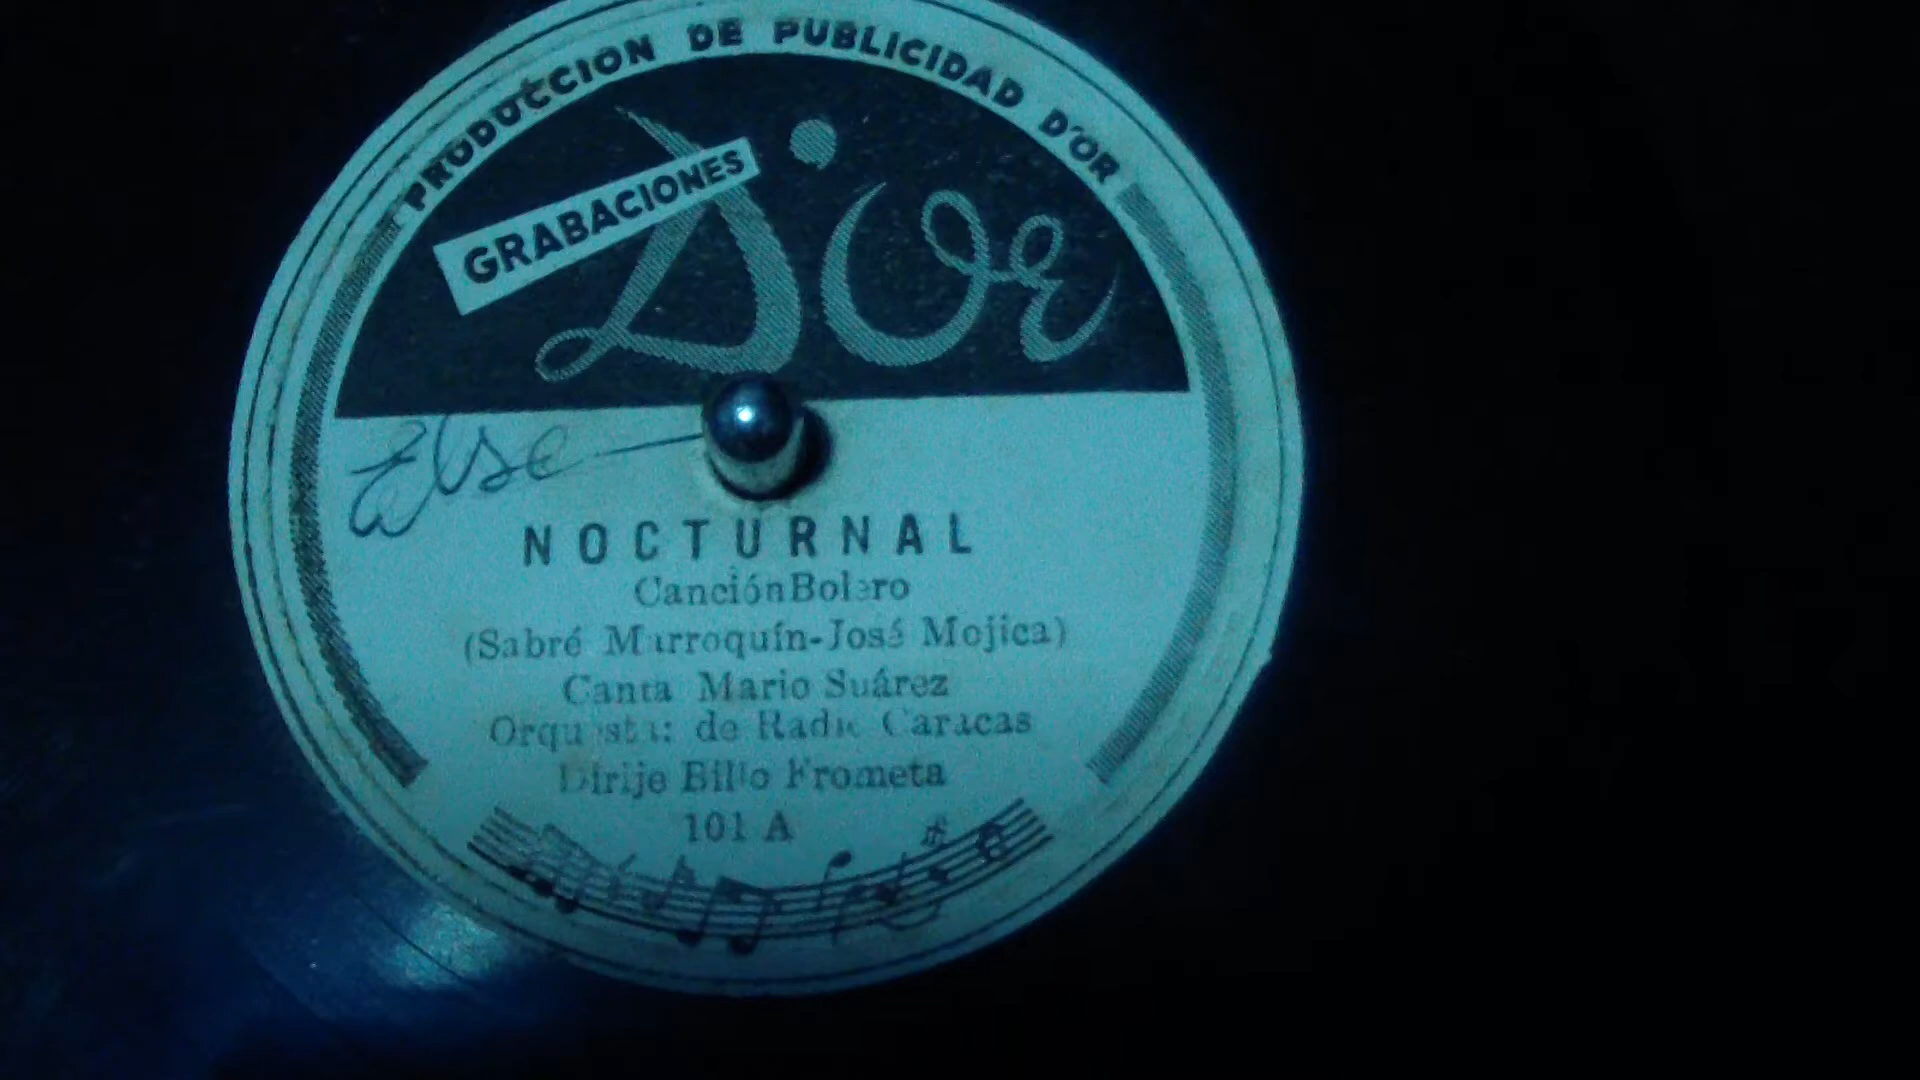 PRODUCCION DE PUBLICIDAD D'OR
GRABACIONES
D'Or
Elsa
NOCTURNAL
CanciónBolero
(Sabré Marroquín-José Mojica)
Canta Mario Suárez
Orquesta: de Radio Caracas
Dirije Billo Frometa
101 A